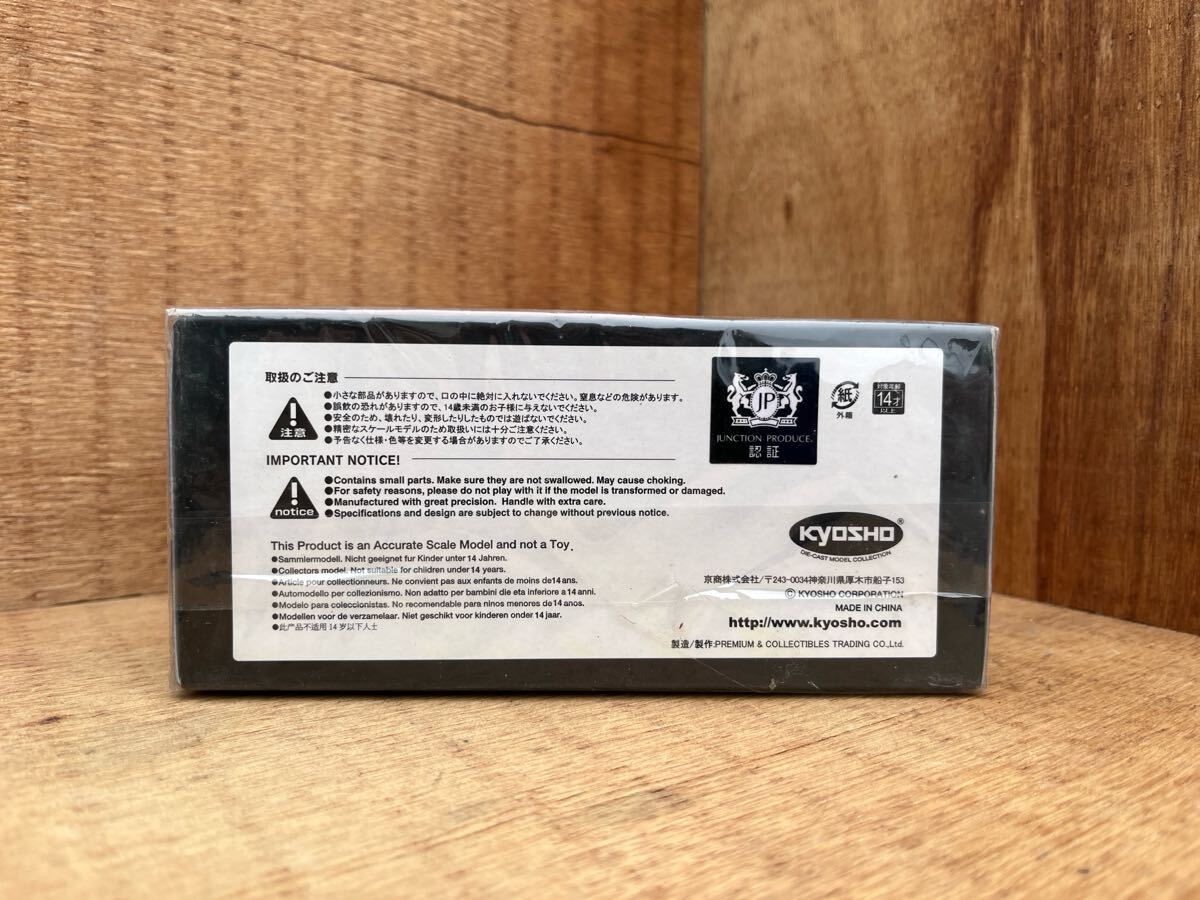 取扱のご注意
注意
●小さな部品がありますので、口の中に絶対に入れないでください。窒息などの危険があります。
●誤飲の恐れがありますので、14歳未満のお子様に与えないでください。
●安全のため、壊れたり、変形したりしたものでは遊ばないでください。
●精密なスケールモデルのため取扱いには十分ご注意ください。
●予告なく仕様・色等を変更する場合がありますのでご了承ください。
IMPORTANT NOTICE!
notice
●Contains small parts. Make sure they are not swallowed. May cause choking.
●For safety reasons, please do not play with it if the model is transformed or damaged.
●Manufactured with great precision. Handle with extra care.
●Specifications and design are subject to change without previous notice.
This Product is an Accurate Scale Model and not a Toy.
●Sammlermodell. Nicht geeignet fur Kinder unter 14 Jahren.
●Collectors model. Not suitable for children under 14 years.
●Article pour collectionneurs. Ne convient pas aux enfants de moins de14 ans.
●Automodello per collezionismo. Non adatto per bambini die eta inferiore a 14 anni.
●Modelo para coleccionistas. No recomendable para ninos menores de 14 anos.
●Modellen voor de verzamelaar. Niet geschikt voor kinderen onder 14 jaar.
●此产品不适用 14 岁以下人士
JP
JUNCTION PRODUCE.
認証
紙
外箱
対象年齢
14才
以上
KYOSHO®
DIE-CAST MODEL COLLECTION
京商株式会社/〒243-0034神奈川県厚木市船子153
© KYOSHO CORPORATION
MADE IN CHINA
http://www.kyosho.com
製造/製作:PREMIUM & COLLECTIBLES TRADING CO.,Ltd.